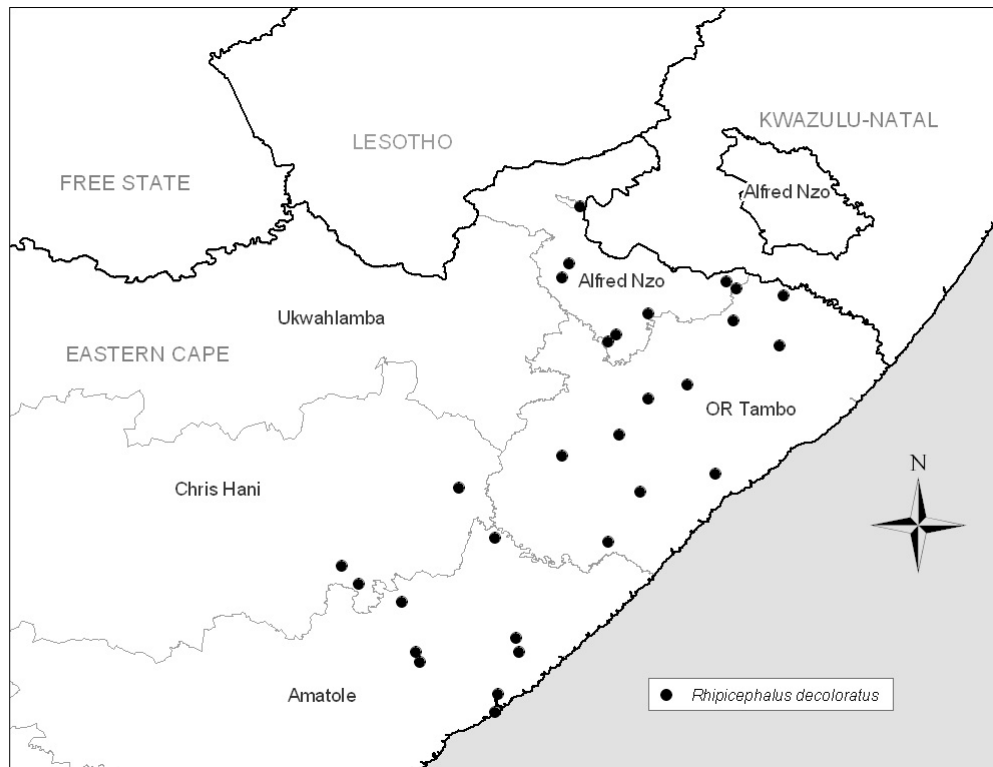 KWAZULU-NATAL
LESOTHO
FREE STATE
Alfred Nzo
Alfred Nzo
Ukwahlamba
EASTERN CAPE
OR Tambo
N
Chris Hani
Amatole
Rhipicephalus decoloratus